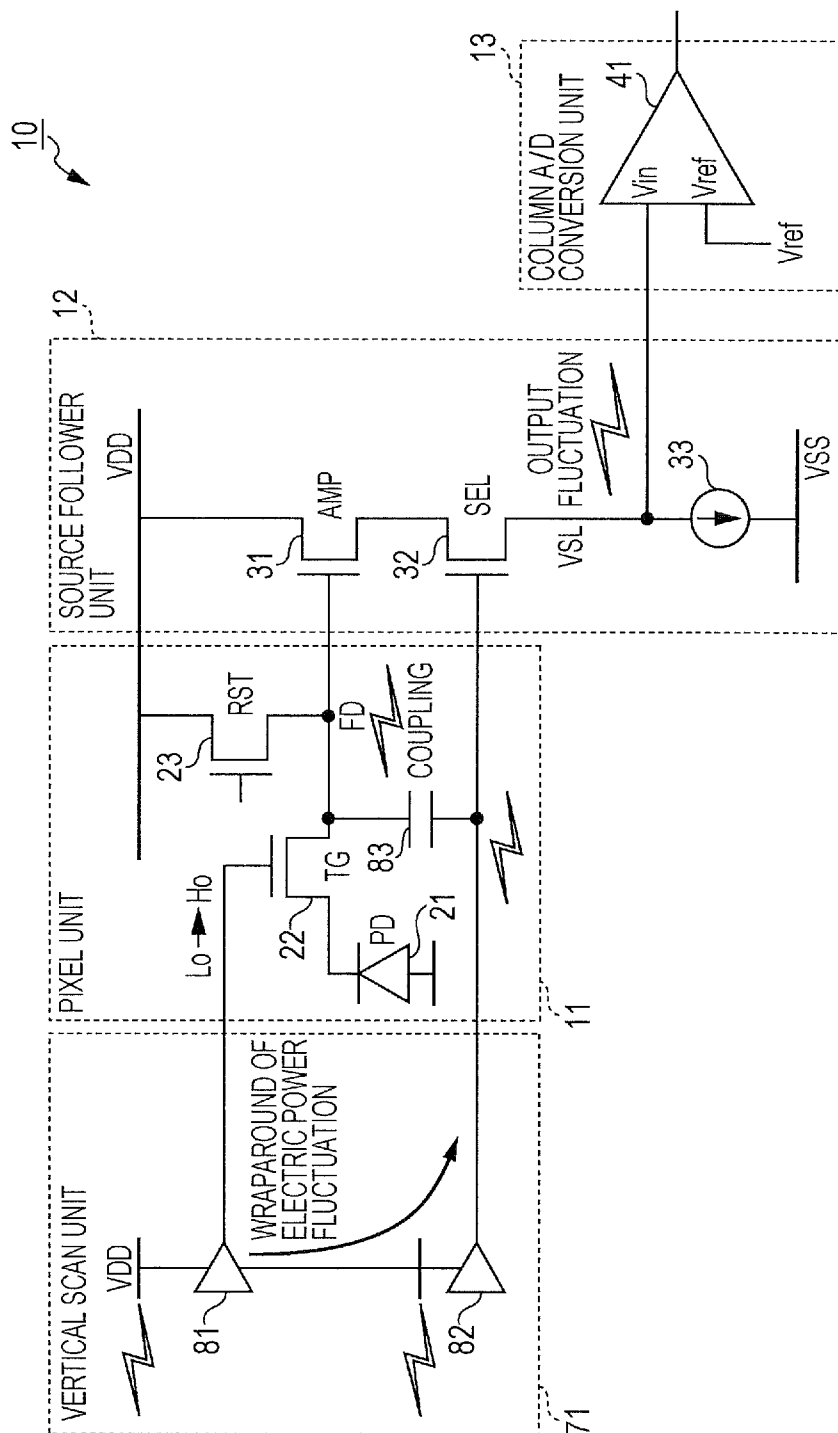 10
VERTICAL SCAN UNIT
VDD
81
WRAPAROUND OF
ELECTRIC POWER
FLUCTUATION
82
71
PIXEL UNIT
Lo → Ho
23
RST
TG
22
PD
21
FD
83
COUPLING
11
SOURCE FOLLOWER
UNIT
12
VDD
31
AMP
32
SEL
VSL
OUTPUT
FLUCTUATION
33
VSS
COLUMN A/D
CONVERSION UNIT
13
41
Vin
Vref
Vref